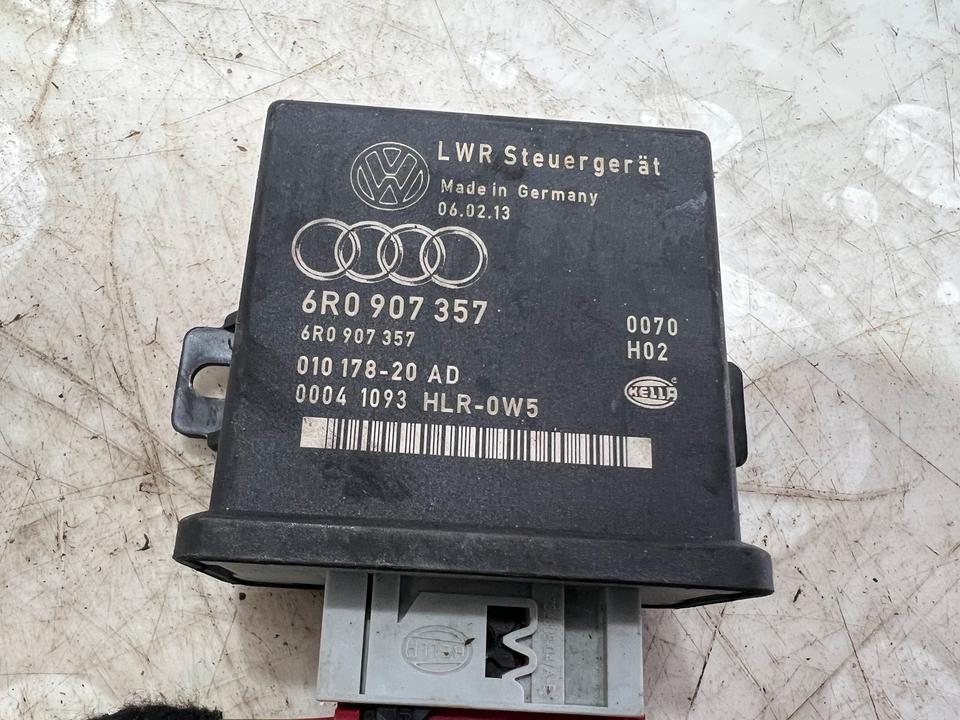 LWR Steuergerät
Made in Germany
06.02.13
6R0 907 357
6R0 907 357
010 178-20 AD
0004 1093 HLR-0W5
0070
H02
HELLA
HELLA